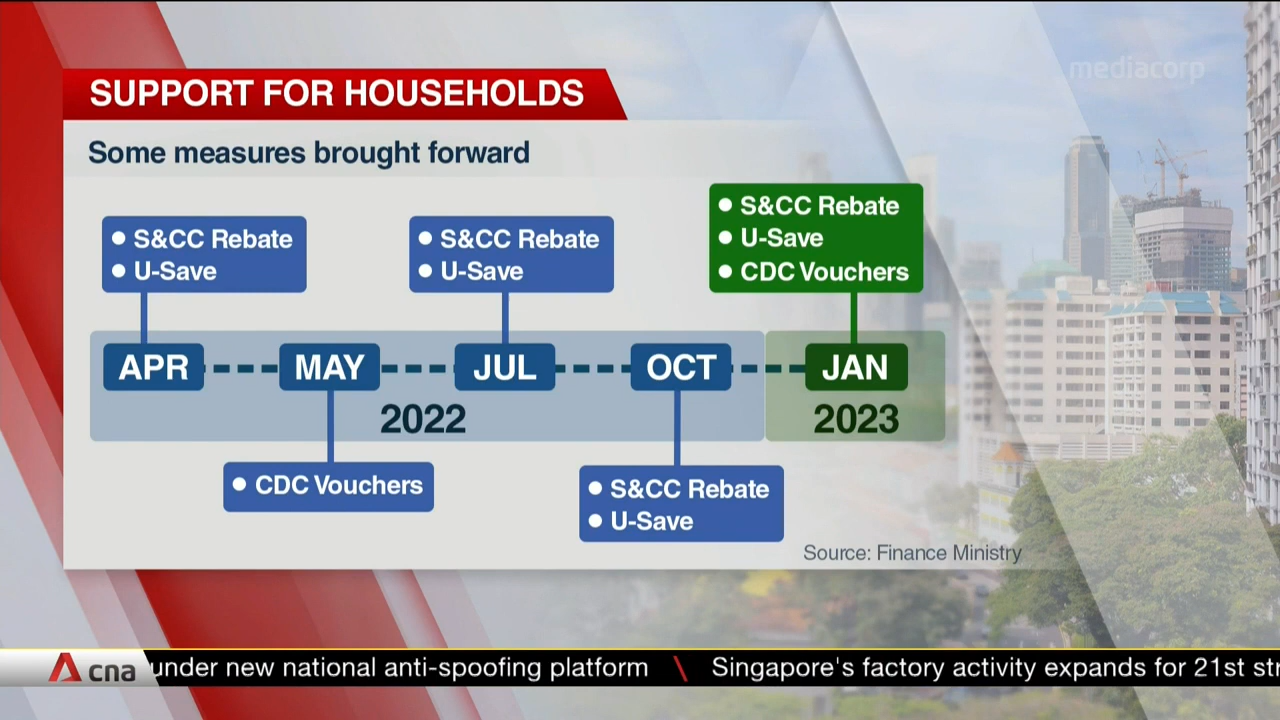 mediacorp
SUPPORT FOR HOUSEHOLDS
Some measures brought forward
• S&CC Rebate
• U-Save
• S&CC Rebate
• U-Save
• S&CC Rebate
• U-Save
• CDC Vouchers
APR
MAY
JUL
OCT
JAN
2022
2023
• CDC Vouchers
• S&CC Rebate
• U-Save
Source: Finance Ministry
cna
under new national anti-spoofing platform \ Singapore's factory activity expands for 21st str